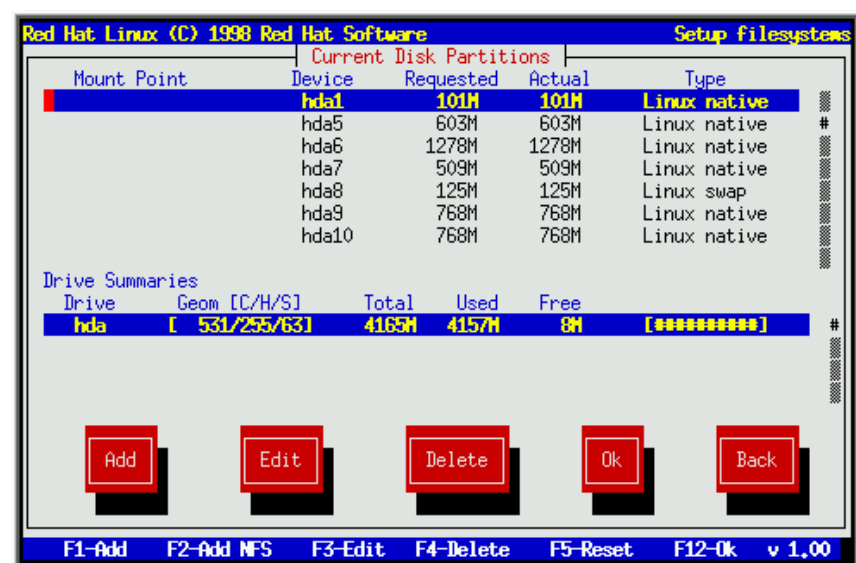 Red Hat Linux (C) 1998 Red Hat Software Setup filesystems
Current Disk Partitions
Mount Point Device Requested Actual Type
hda1 101M 101M Linux native
hda5 603M 603M Linux native #
hda6 1278M 1278M Linux native
hda7 509M 509M Linux native
hda8 125M 125M Linux swap
hda9 768M 768M Linux native
hda10 768M 768M Linux native
Drive Summaries
Drive Geom [C/H/S] Total Used Free
hda [ 531/255/63] 4165M 4157M 8M [##########] #
Add Edit Delete Ok Back
F1-Add F2-Add NFS F3-Edit F4-Delete F5-Reset F12-Ok v 1.00